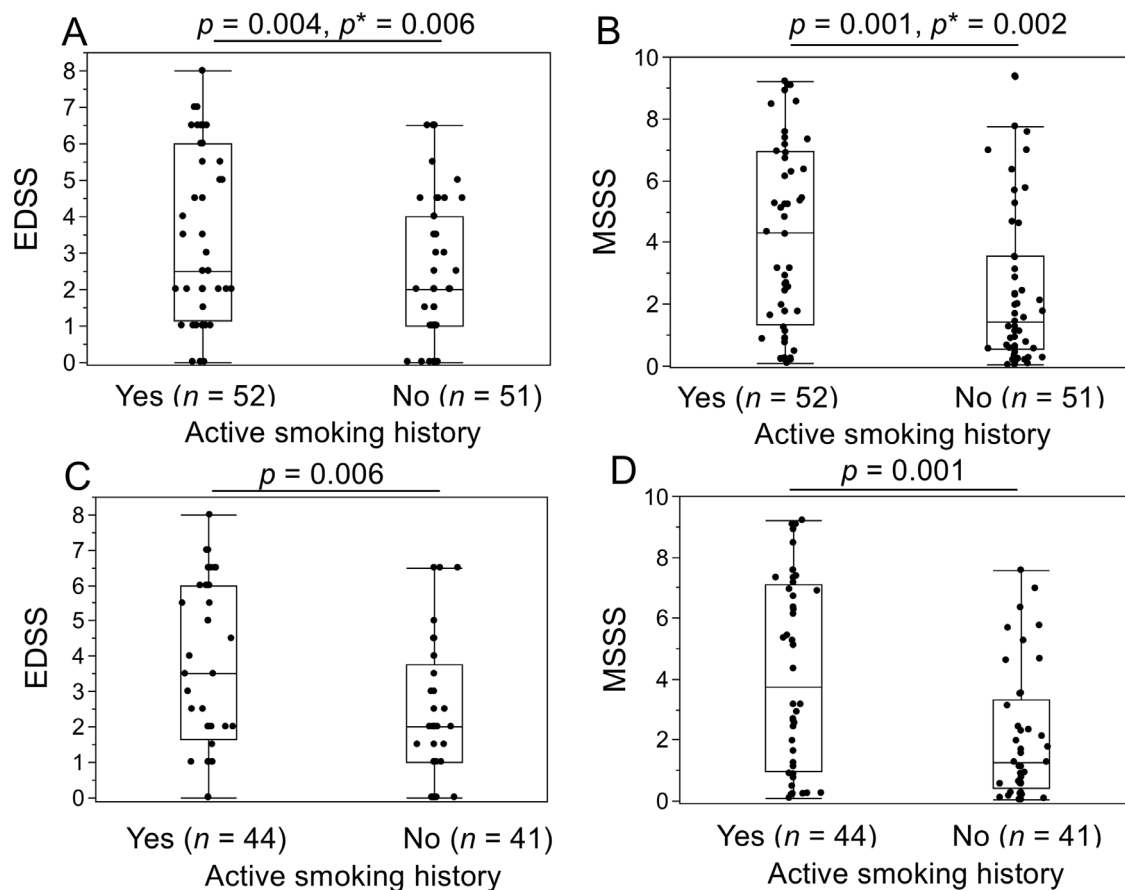 A
p = 0.004, p* = 0.006
8
7
6
5
4
3
2
1
0
EDSS
Yes (n = 52)
No (n = 51)
Active smoking history
B
p = 0.001, p* = 0.002
10
8
6
4
2
0
MSSS
Yes (n = 52)
No (n = 51)
Active smoking history
C
p = 0.006
8
7
6
5
4
3
2
1
0
EDSS
Yes (n = 44)
No (n = 41)
Active smoking history
D
p = 0.001
10
8
6
4
2
0
MSSS
Yes (n = 44)
No (n = 41)
Active smoking history